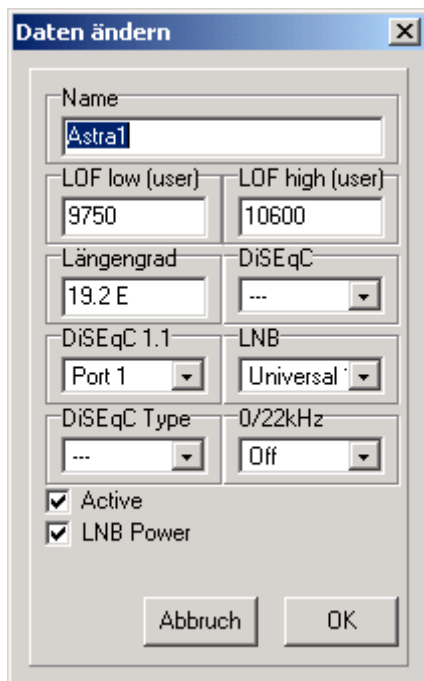 Daten ändern
Name
Astra1
LOF low (user) LOF high (user)
9750 10600
Längengrad DiSEqC
19.2 E ---
DiSEqC 1.1 LNB
Port 1 Universal
DiSEqC Type 0/22kHz
--- Off
Active
LNB Power
Abbruch OK